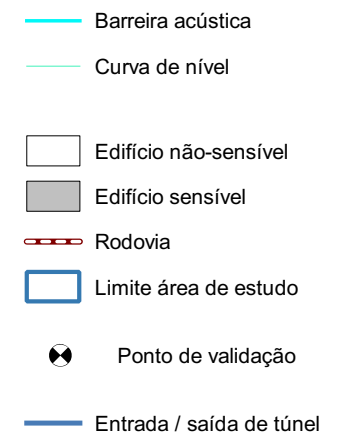 Barreira acústica
Curva de nível
Edifício não-sensível
Edifício sensível
Rodovia
Limite área de estudo
Ponto de validação
Entrada / saída de túnel